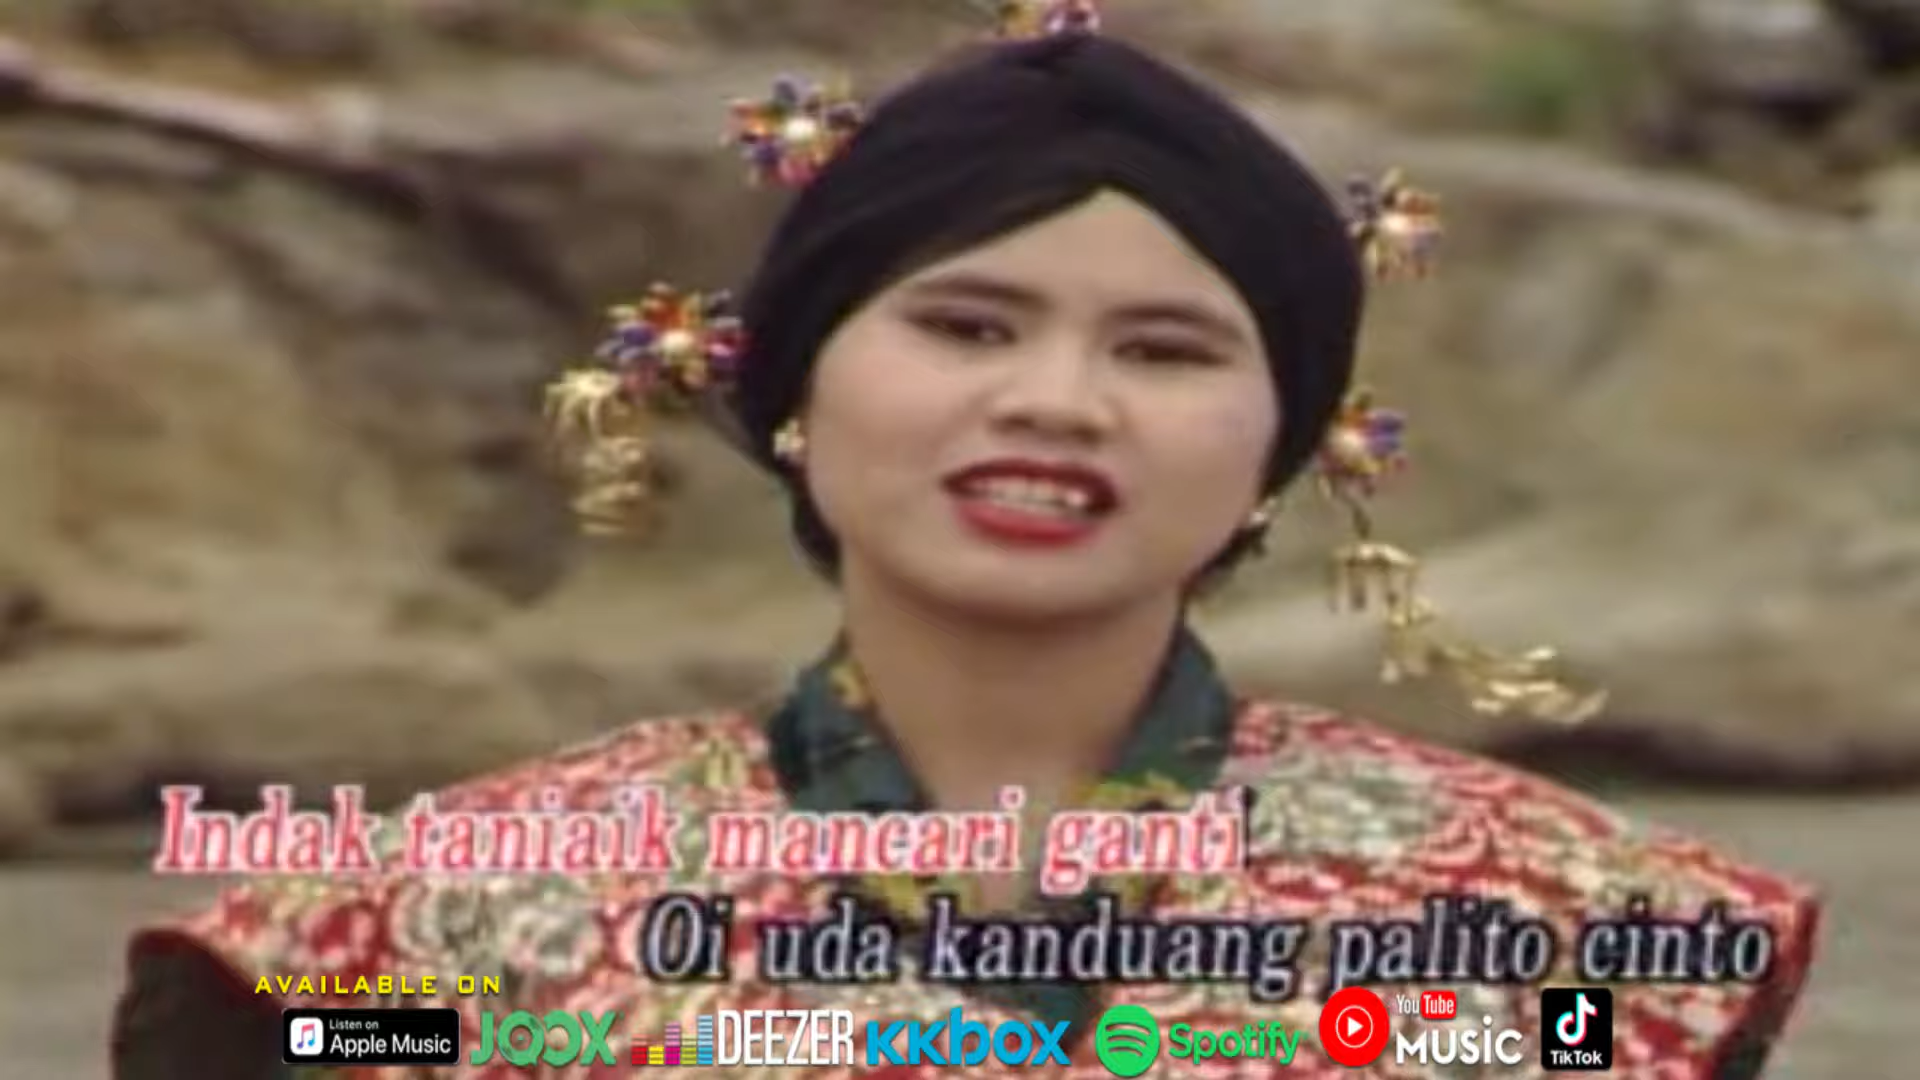 Indak taniaik mancari ganti
Oi uda kanduang palito cinto
AVAILABLE ON
Listen on
Apple Music
JOOX
DEEZER
KKBOX
Spotify
YouTube
MUSIC
TikTok